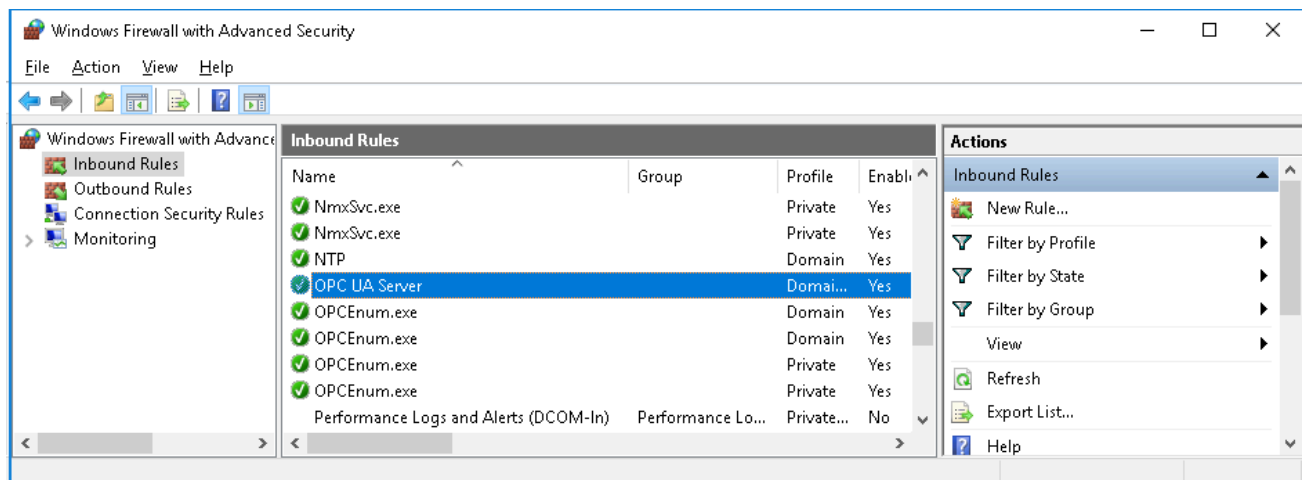 Windows Firewall with Advanced Security
File Action View Help
Windows Firewall with Advance
Inbound Rules
Outbound Rules
Connection Security Rules
Monitoring
Inbound Rules
Name Group Profile Enabl
NmxSvc.exe Private Yes
NmxSvc.exe Private Yes
NTP Domain Yes
OPC UA Server Domai... Yes
OPCEnum.exe Domain Yes
OPCEnum.exe Domain Yes
OPCEnum.exe Private Yes
OPCEnum.exe Private Yes
Performance Logs and Alerts (DCOM-In) Performance Lo... Private... No
Actions
Inbound Rules
New Rule...
Filter by Profile
Filter by State
Filter by Group
View
Refresh
Export List...
Help